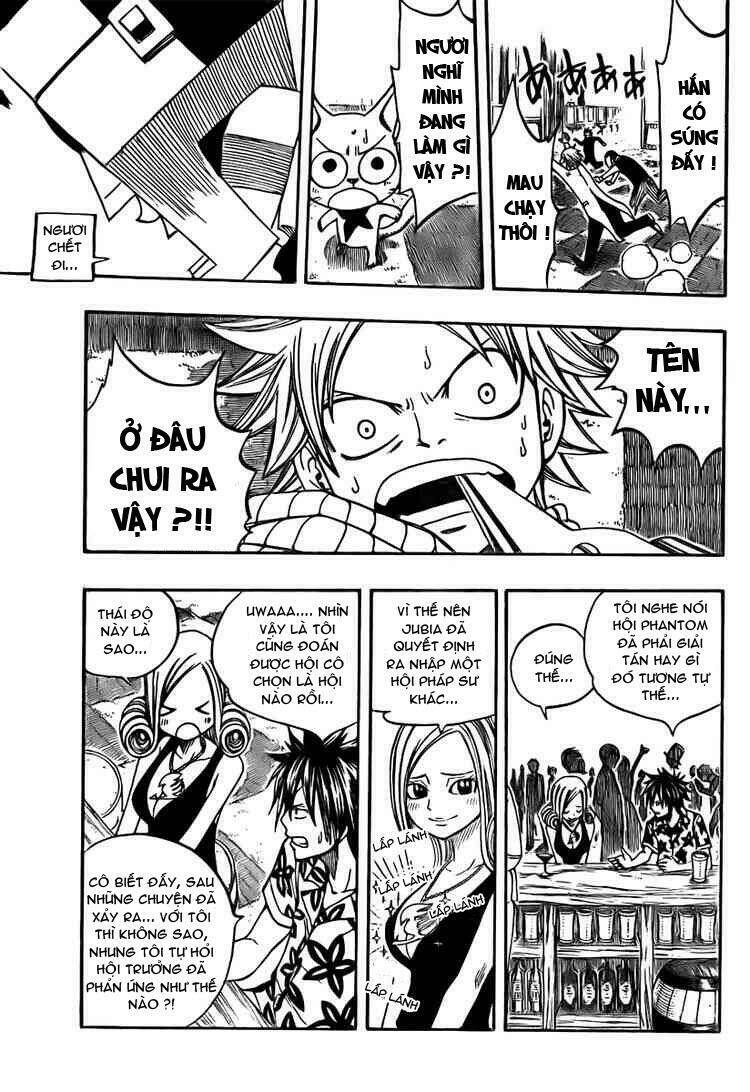 HẮN
CÓ
SÚNG
ĐẤY !
ああああ
MAU
CHẠY
THÔI !
NGƯƠI
NGHĨ
MÌNH
ĐANG
LÀM GÌ
VẬY ?!
NGƯƠI
CHẾT
ĐI...
TÊN
NÀY...
Ở ĐÂU
CHUI RA
VẬY ?!!
TÔI NGHE NÓI
HỘI PHANTOM
ĐÃ PHẢI GIẢI
TÁN HAY GÌ
ĐÓ TƯƠNG TỰ
THẾ...
ĐÚNG
THẾ...
VÌ THẾ NÊN
JUBIA ĐÃ
QUYẾT ĐỊNH
RA NHẬP MỘT
HỘI PHÁP SƯ
KHÁC...
LẤP LÁNH
LẤP LÁNH
LẤP LÁNH
LẤP LÁNH
UWAAA.... NHÌN
VẬY LÀ TÔI
CŨNG ĐOÁN
ĐƯỢC HỘI CÔ
CHỌN LÀ HỘI
NÀO RỒI...
THÁI ĐỘ
NÀY LÀ
SAO...
CÔ BIẾT ĐẤY, SAU
NHỮNG CHUYỆN ĐÃ
XẢY RA... VỚI TÔI
THÌ KHÔNG SAO,
NHƯNG TÔI TỰ HỎI
HỘI TRƯỞNG ĐÃ
PHẢN ỨNG NHƯ THẾ
NÀO ?!